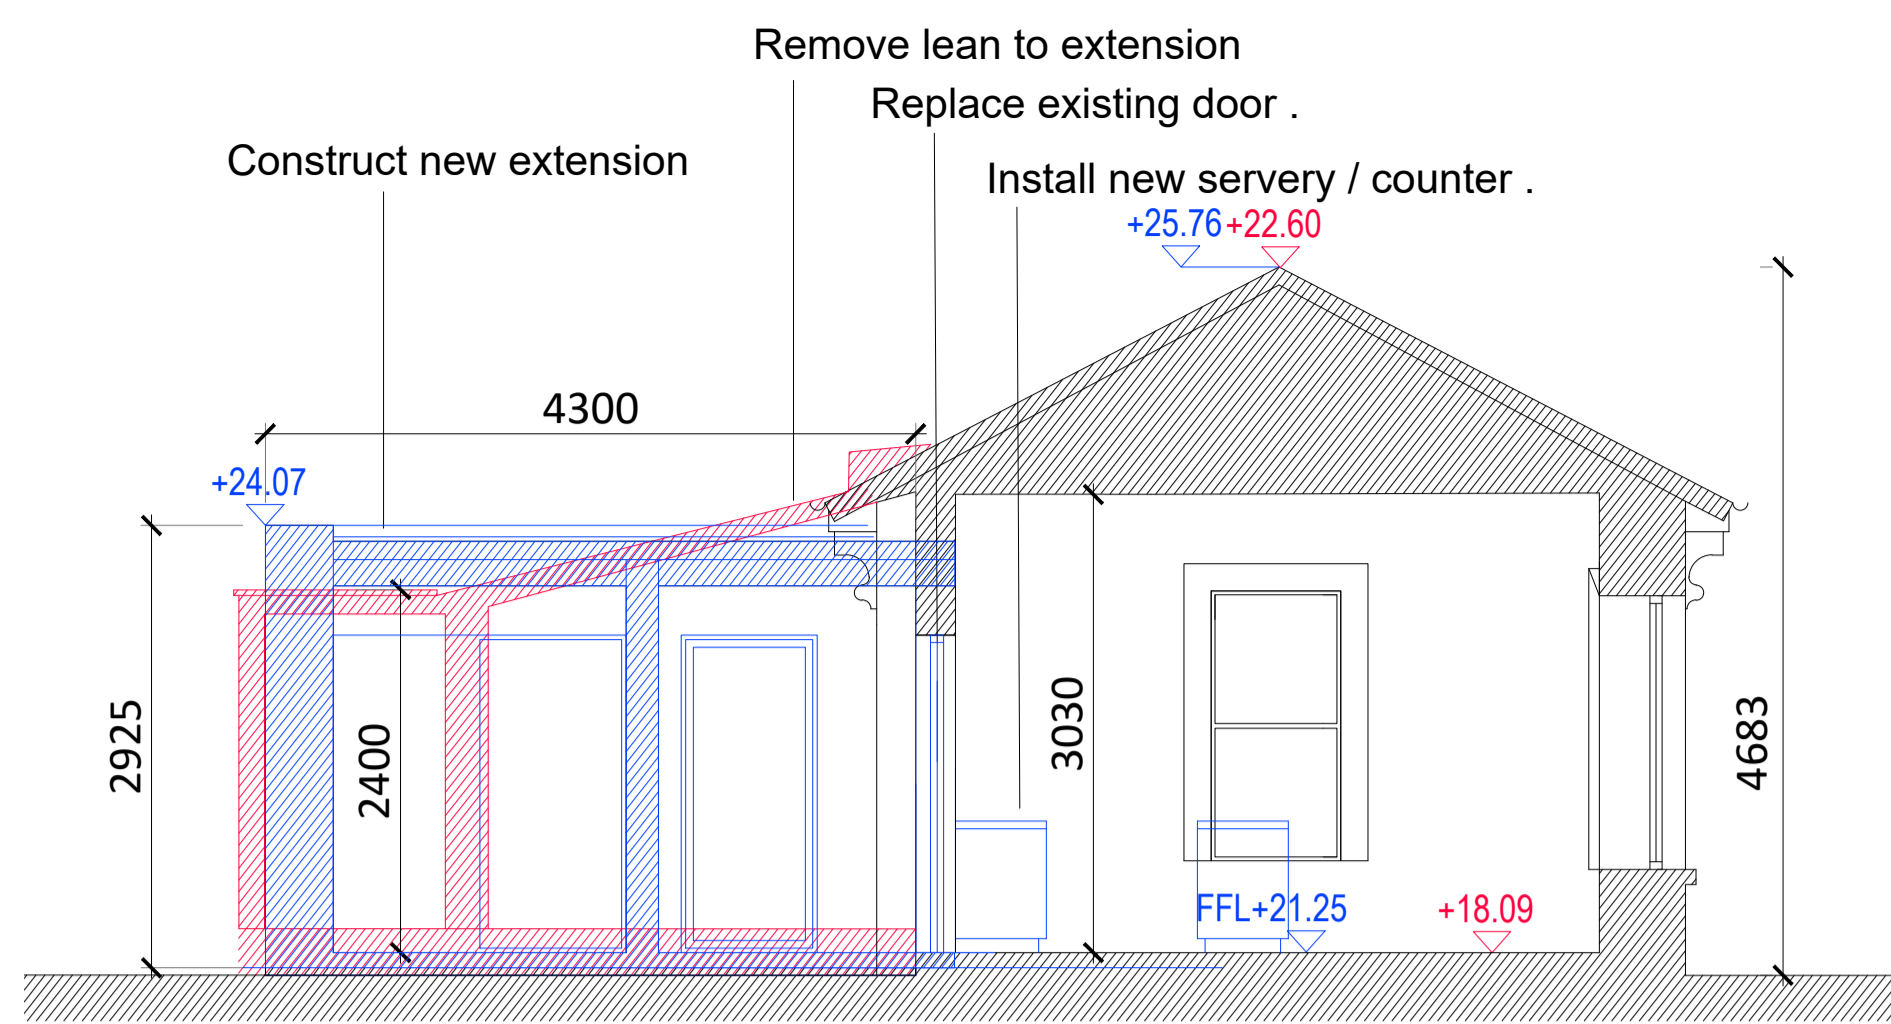 Remove lean to extension
Replace existing door .
Construct new extension
Install new servery / counter .
+25.76 +22.60
4300
+24.07
2925
2400
3030
4683
FFL+21.25
+18.09